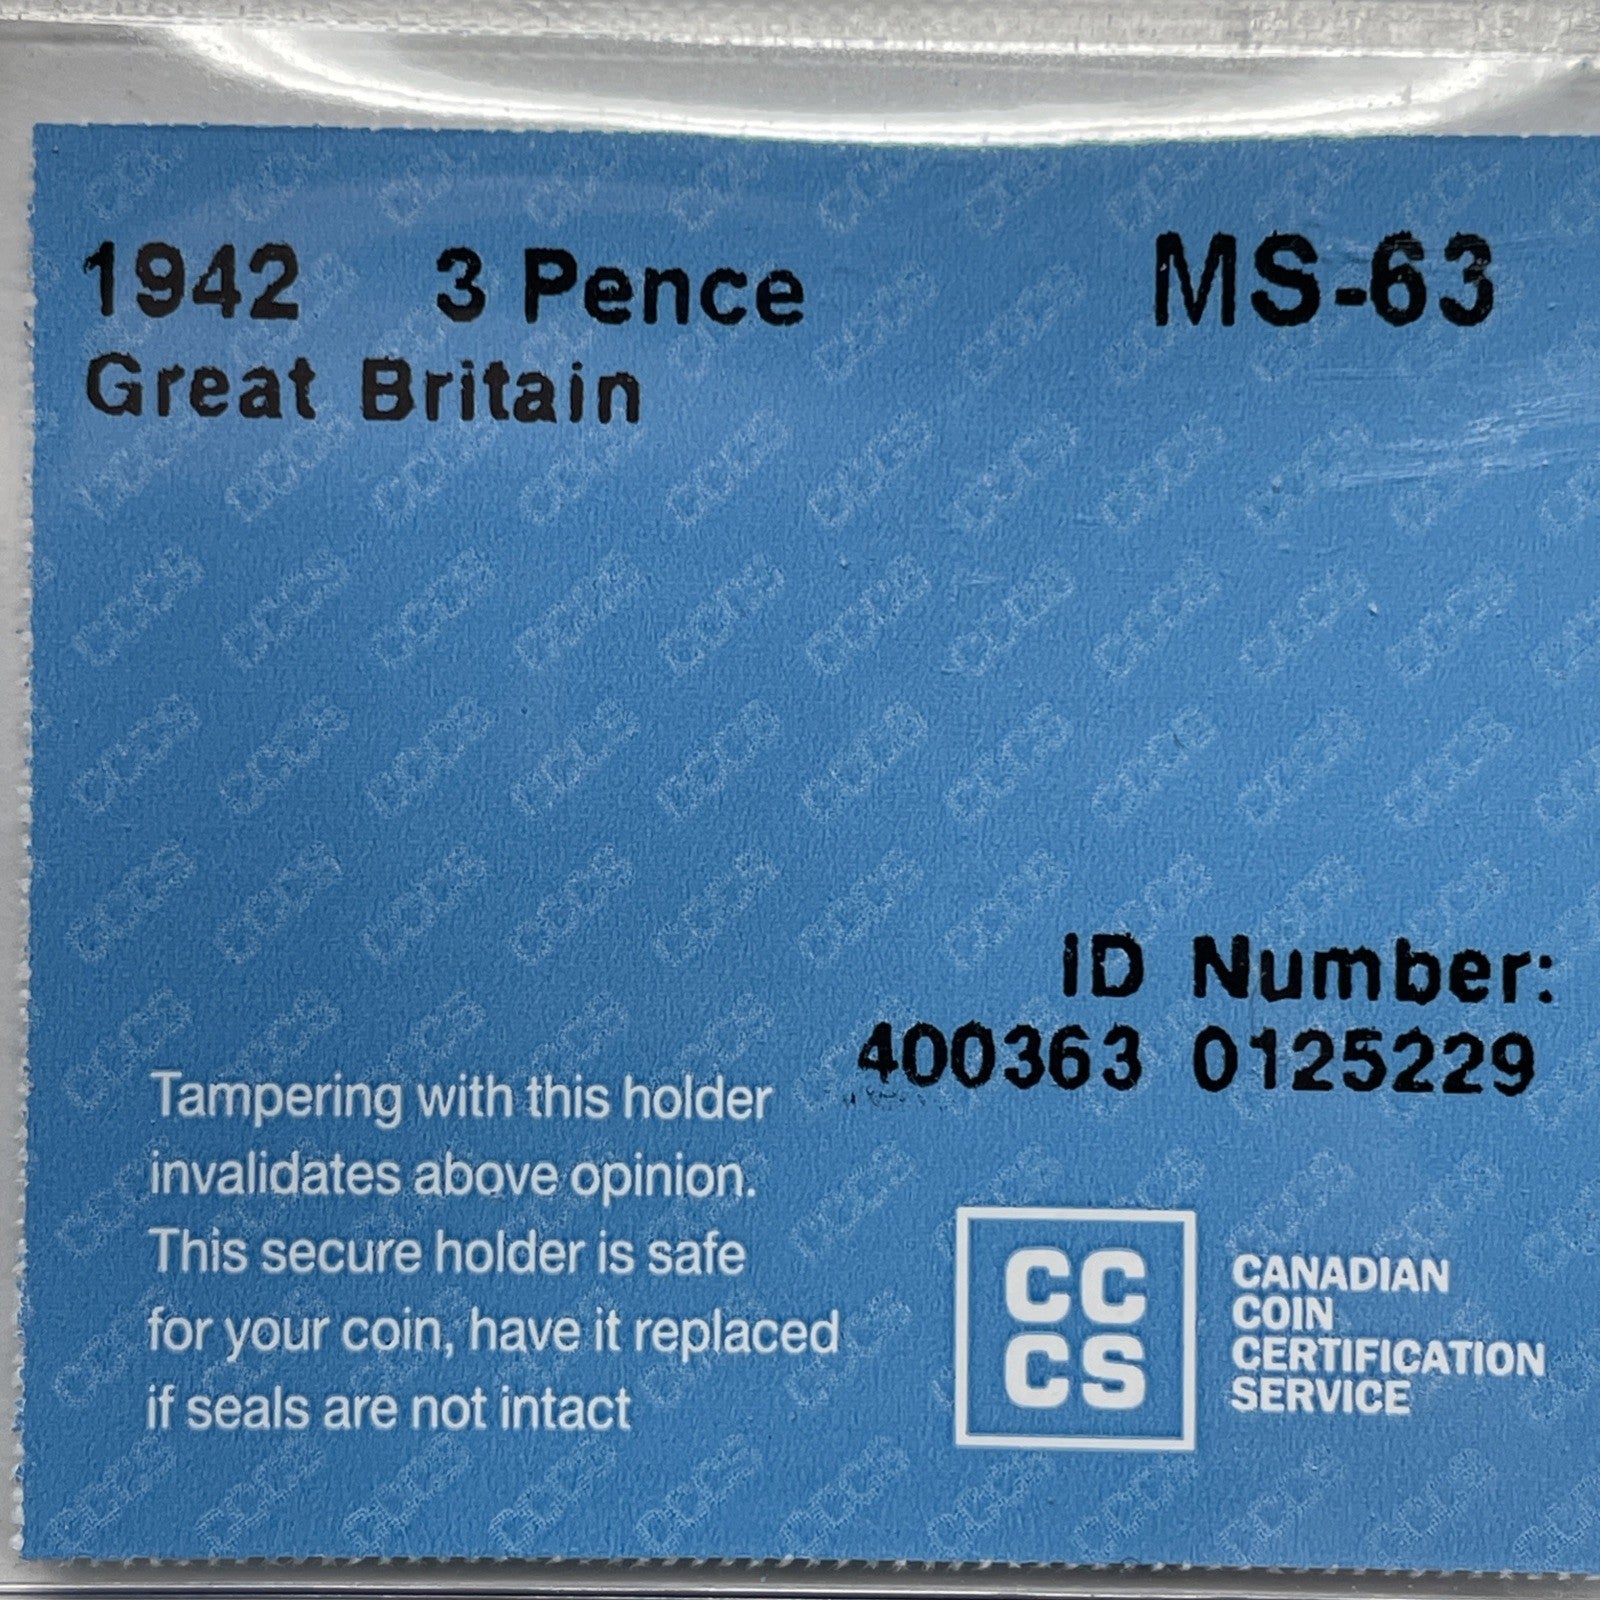 1942 3 Pence MS-63
Great Britain
ID Number:
400363 0125229
Tampering with this holder
invalidates above opinion.
This secure holder is safe
for your coin, have it replaced
if seals are not intact
CC
CS
CANADIAN
COIN
CERTIFICATION
SERVICE